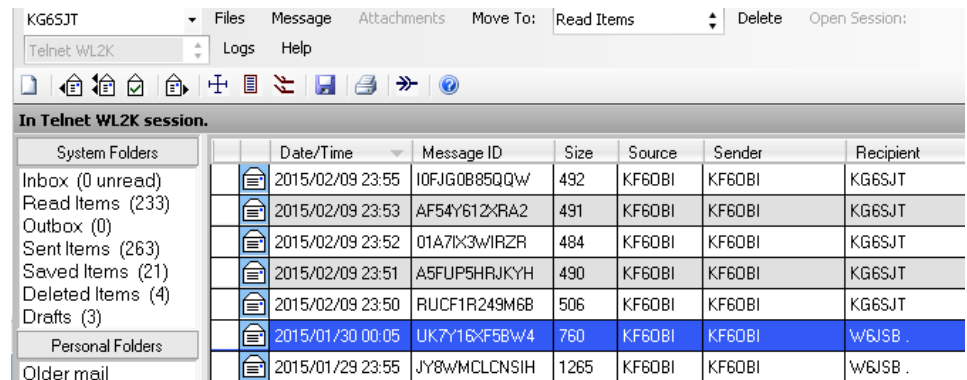 KG6SJT Files Message Attachments Move To: Read Items Delete Open Session:
Telnet WL2K Logs Help
In Telnet WL2K session.
System Folders
Inbox (0 unread)
Read Items (233)
Outbox (0)
Sent Items (263)
Saved Items (21)
Deleted Items (4)
Drafts (3)
Personal Folders
Older mail
Date/Time Message ID Size Source Sender Recipient
2015/02/09 23:55 I0FJG0B85QQW 492 KF6OBI KF6OBI KG6SJT
2015/02/09 23:53 AF54Y612XRA2 491 KF6OBI KF6OBI KG6SJT
2015/02/09 23:52 01A7IX3WIRZR 484 KF6OBI KF6OBI KG6SJT
2015/02/09 23:51 A5FUP5HRJKYH 490 KF6OBI KF6OBI KG6SJT
2015/02/09 23:50 RUCF1R249M6B 506 KF6OBI KF6OBI KG6SJT
2015/01/30 00:05 UK7Y16XF5BW4 760 KF6OBI KF6OBI W6JSB .
2015/01/29 23:55 JY8WMCLCNSIH 1265 KF6OBI KF6OBI W6JSB .